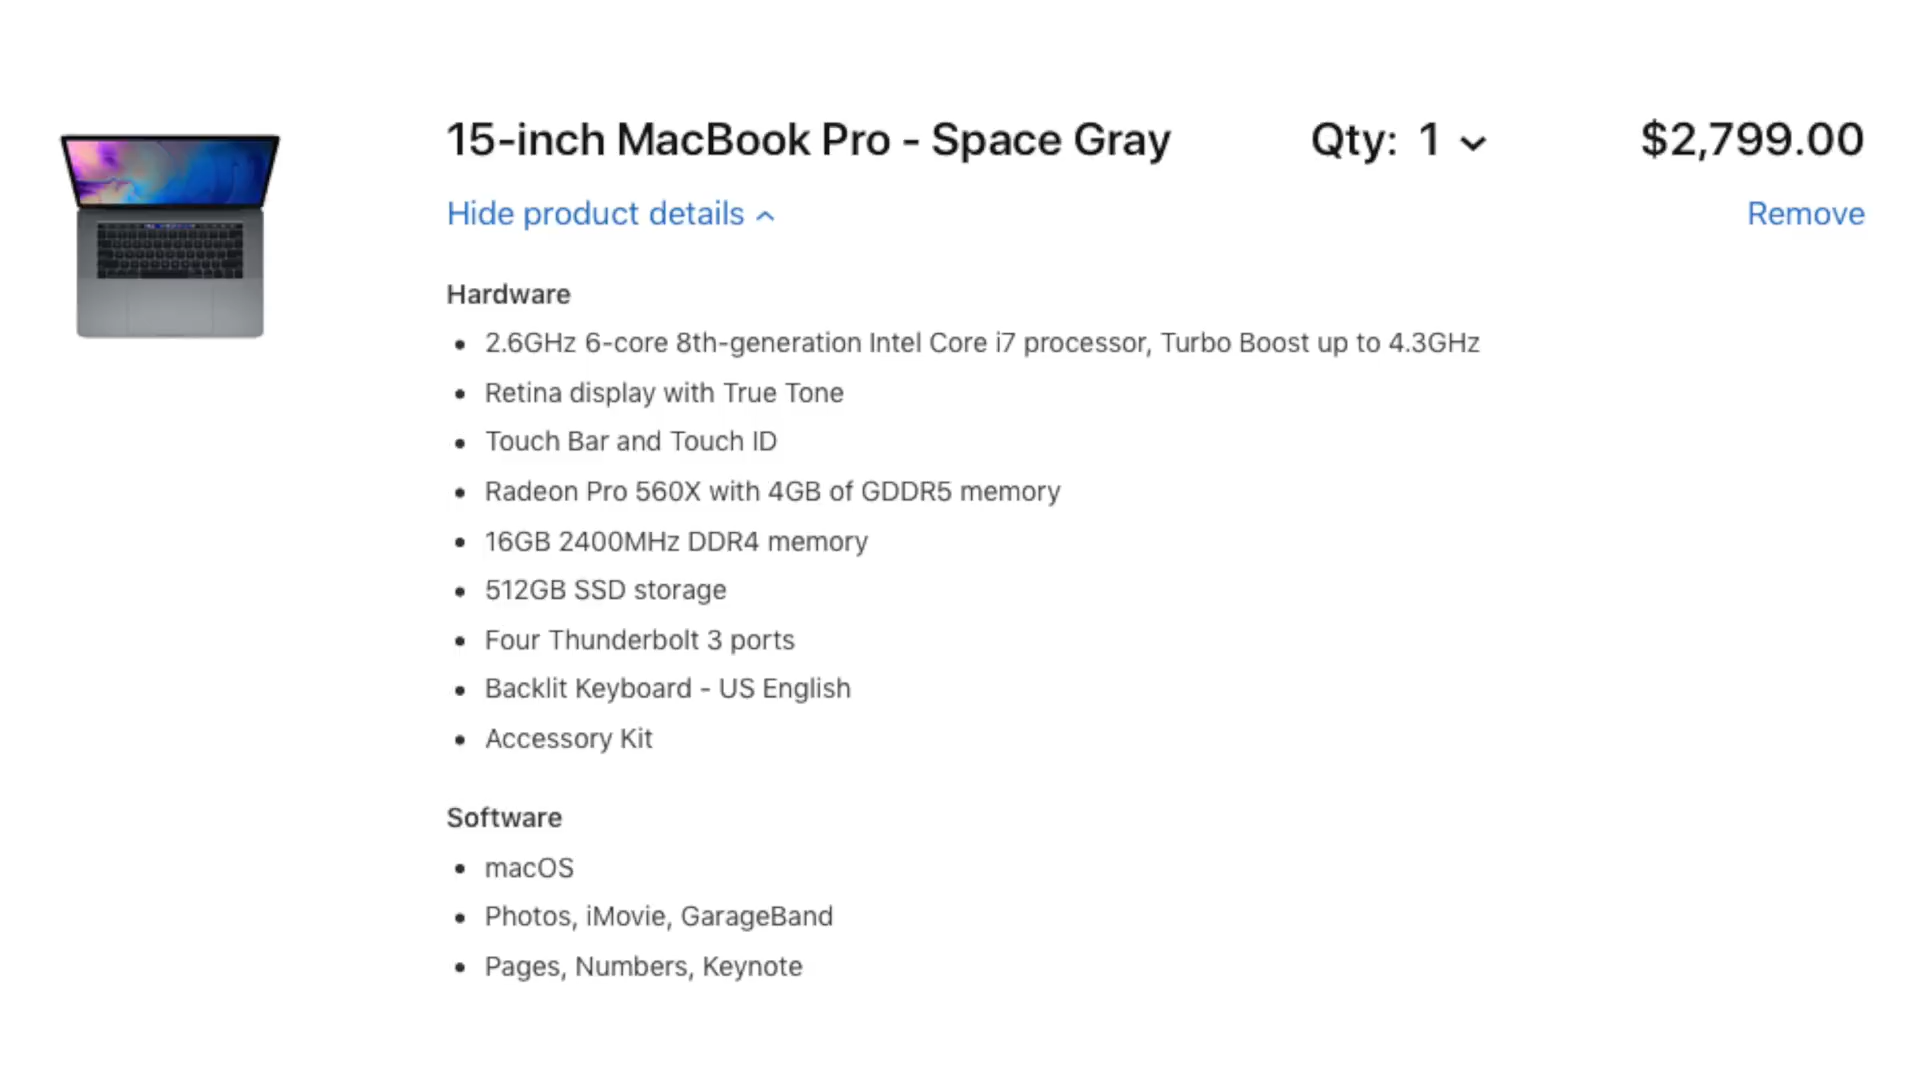 15-inch MacBook Pro - Space Gray
Qty: 1
$2,799.00
Hide product details
Remove
Hardware
• 2.6GHz 6-core 8th-generation Intel Core i7 processor, Turbo Boost up to 4.3GHz
• Retina display with True Tone
• Touch Bar and Touch ID
• Radeon Pro 560X with 4GB of GDDR5 memory
• 16GB 2400MHz DDR4 memory
• 512GB SSD storage
• Four Thunderbolt 3 ports
• Backlit Keyboard - US English
• Accessory Kit
Software
• macOS
• Photos, iMovie, GarageBand
• Pages, Numbers, Keynote